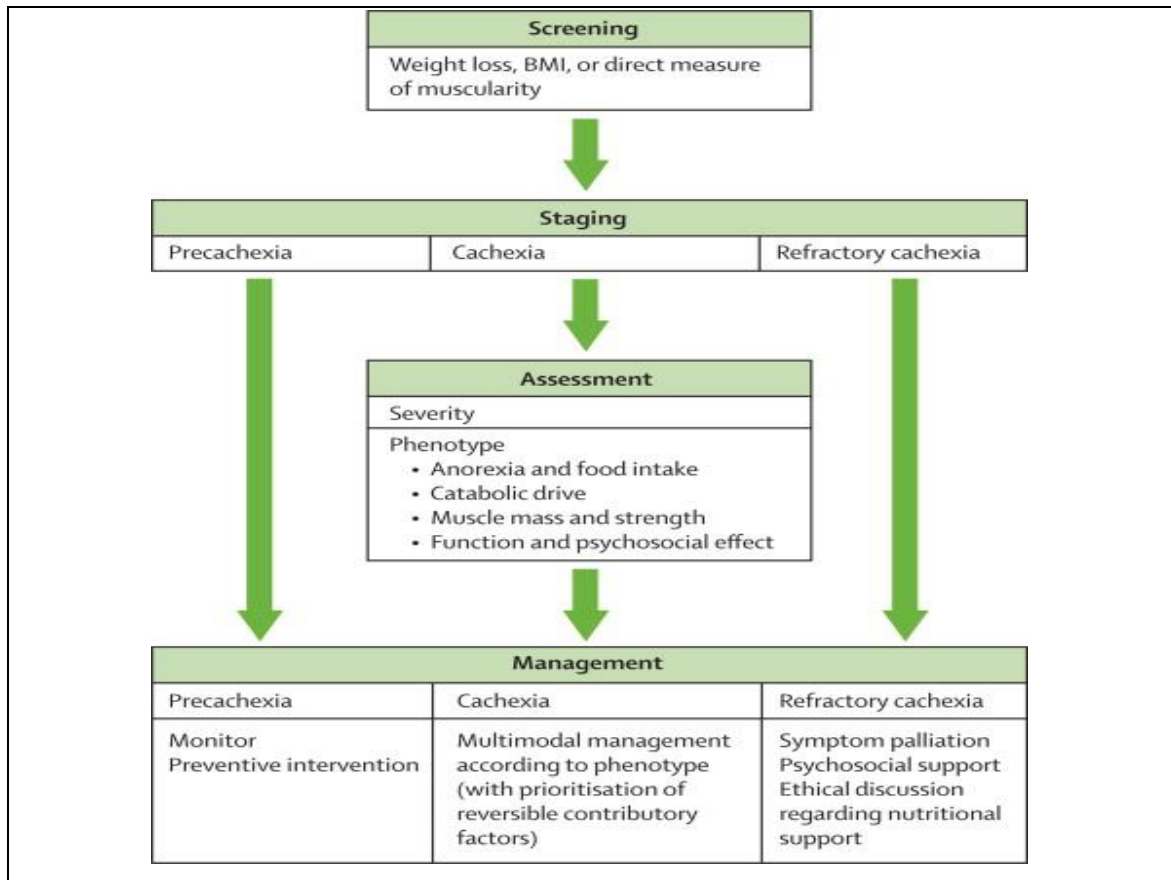 Screening
Weight loss, BMI, or direct measure
of muscularity
Staging
Precachexia
Cachexia
Refractory cachexia
Assessment
Severity
Phenotype
• Anorexia and food intake
• Catabolic drive
• Muscle mass and strength
• Function and psychosocial effect
Management
Precachexia
Cachexia
Refractory cachexia
Monitor
Preventive intervention
Multimodal management
according to phenotype
(with prioritisation of
reversible contributory
factors)
Symptom palliation
Psychosocial support
Ethical discussion
regarding nutritional
support